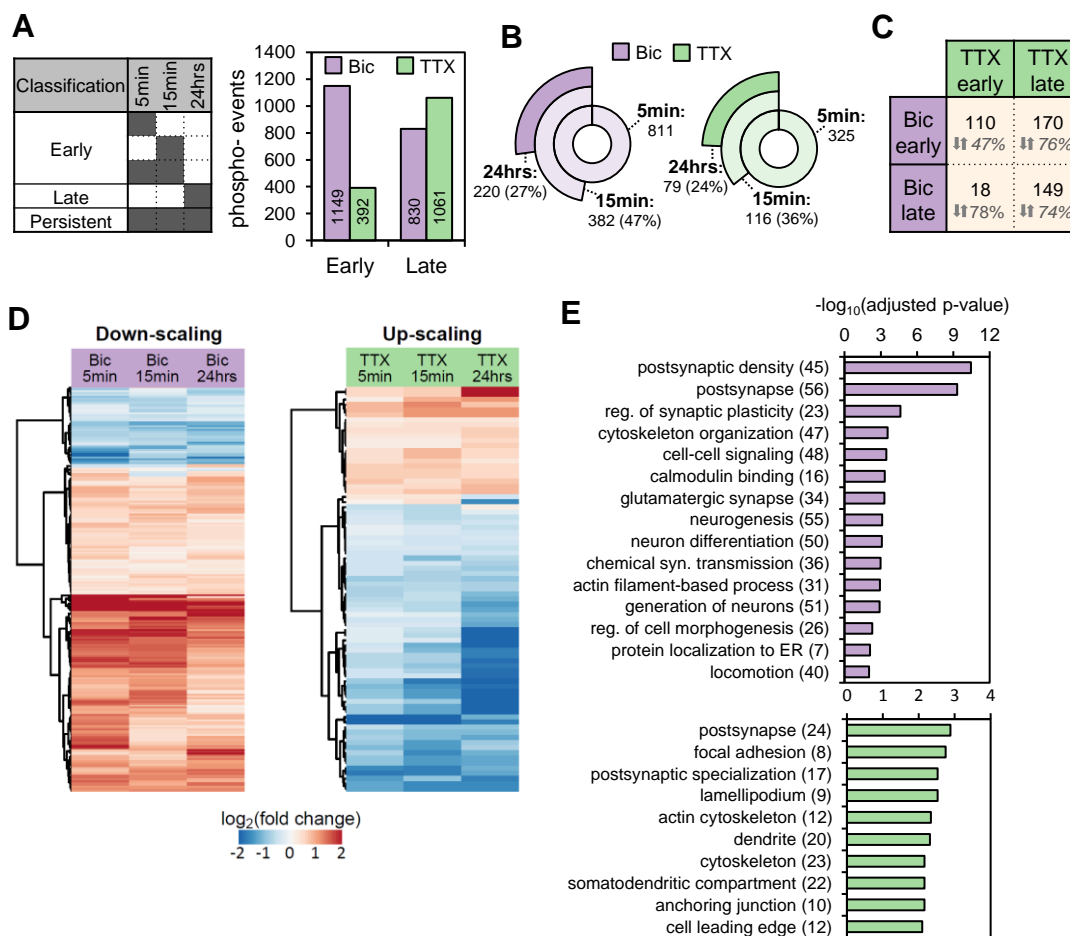 A
Classification
5min
15min
24hrs
Early
Late
Persistent
phospho- events
1400
1200
1000
800
600
400
200
0
Bic
TTX
1149
392
830
1061
Early
Late
B
Bic
TTX
5min:
811
24hrs:
220 (27%)
15min:
382 (47%)
5min:
325
24hrs:
79 (24%)
15min:
116 (36%)
C
TTX
early
TTX
late
Bic
early
110
⇵ 47%
170
⇵ 76%
Bic
late
18
⇵78%
149
⇵ 74%
D
Down-scaling
Bic
5min
Bic
15min
Bic
24hrs
Up-scaling
TTX
5min
TTX
15min
TTX
24hrs
log2(fold change)
-2 -1 0 1 2
E
-log10(adjusted p-value)
0 3 6 9 12
postsynaptic density (45)
postsynapse (56)
reg. of synaptic plasticity (23)
cytoskeleton organization (47)
cell-cell signaling (48)
calmodulin binding (16)
glutamatergic synapse (34)
neurogenesis (55)
neuron differentiation (50)
chemical syn. transmission (36)
actin filament-based process (31)
generation of neurons (51)
reg. of cell morphogenesis (26)
protein localization to ER (7)
locomotion (40)
0 1 2 3 4
postsynapse (24)
focal adhesion (8)
postsynaptic specialization (17)
lamellipodium (9)
actin cytoskeleton (12)
dendrite (20)
cytoskeleton (23)
somatodendritic compartment (22)
anchoring junction (10)
cell leading edge (12)